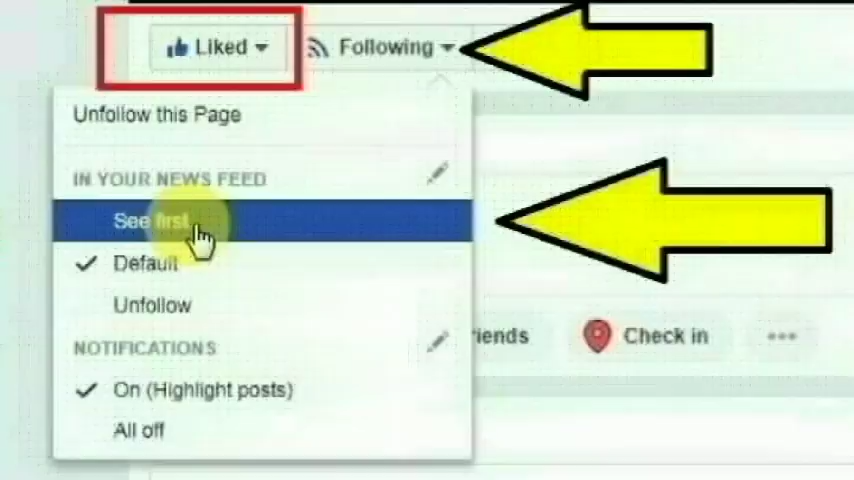 Liked Following
Unfollow this Page
IN YOUR NEWS FEED
See first
Default
Unfollow
riends Check in
NOTIFICATIONS
On (Highlight posts)
All off